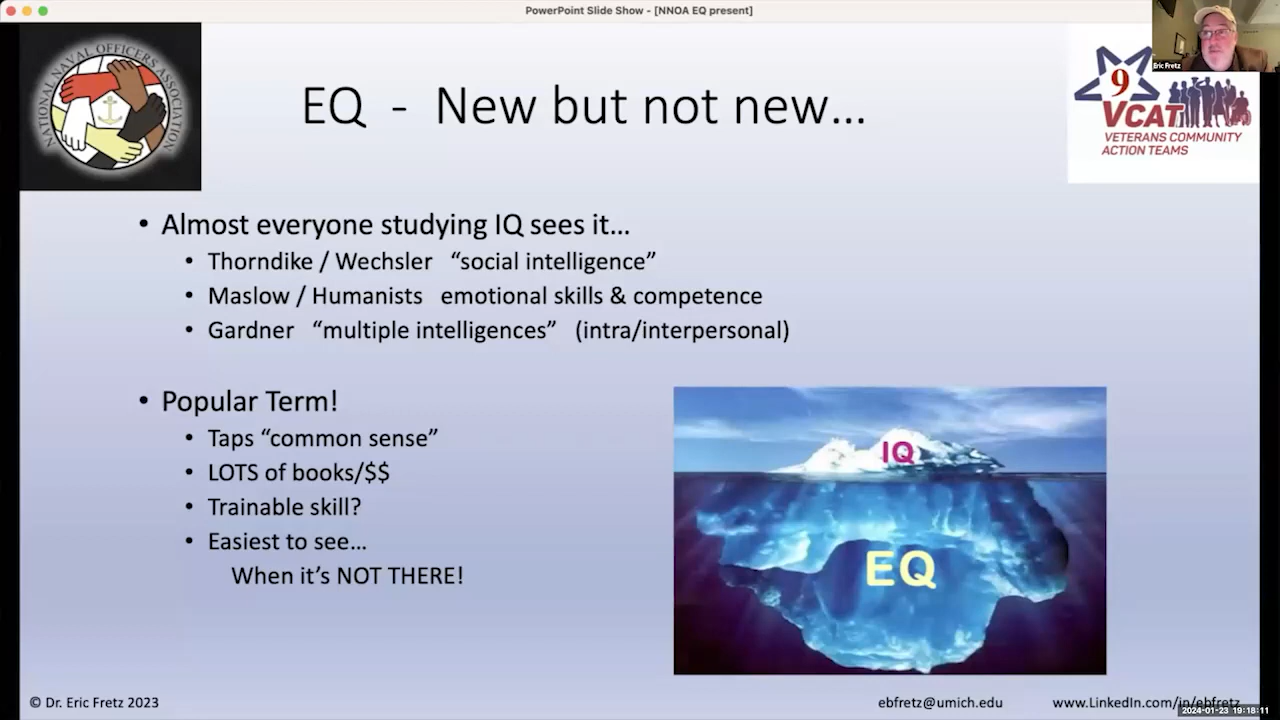 PowerPoint Slide Show - [NNOA EQ present]
Eric Fretz
NATIONAL NAVAL OFFICERS ASSOCIATION
9
VCAT
VETERANS COMMUNITY
ACTION TEAMS
EQ - New but not new...
• Almost everyone studying IQ sees it...
• Thorndike / Wechsler “social intelligence”
• Maslow / Humanists emotional skills & competence
• Gardner “multiple intelligences” (intra/interpersonal)
• Popular Term!
• Taps “common sense”
• LOTS of books/$$
• Trainable skill?
• Easiest to see...
When it’s NOT THERE!
IQ
EQ
© Dr. Eric Fretz 2023
ebfretz@umich.edu
www.LinkedIn.com/in/ebfretz
2024-01-23 19:18:11